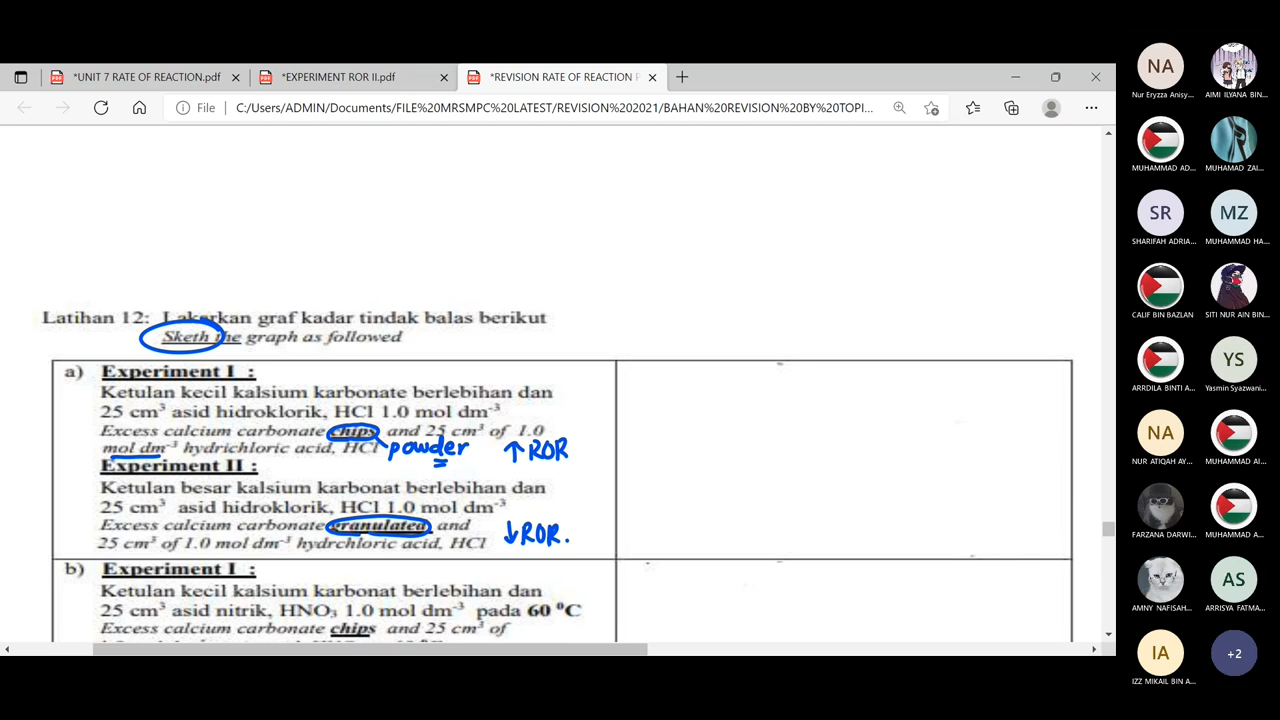 *UNIT 7 RATE OF REACTION.pdf
*EXPERIMENT ROR II.pdf
*REVISION RATE OF REACTION P
File
C:/Users/ADMIN/Documents/FILE%20MRSMPC%20LATEST/REVISION%202021/BAHAN%20REVISION%20BY%20TOPI...
Latihan 12: Lakarkan graf kadar tindak balas berikut
Sketh the graph as followed
a) Experiment I :
Ketulan kecil kalsium karbonate berlebihan dan
25 cm³ asid hidroklorik, HCl 1.0 mol dm⁻³
Excess calcium carbonate chips and 25 cm³ of 1.0
mol dm⁻³ hydrichloric acid, HCl powder ↑ROR
Experiment II :
Ketulan besar kalsium karbonat berlebihan dan
25 cm³ asid hidroklorik, HCl 1.0 mol dm⁻³
Excess calcium carbonate granulated and
25 cm³ of 1.0 mol dm⁻³ hydrchloric acid, HCl ↓ROR.
b) Experiment I :
Ketulan kecil kalsium karbonat berlebihan dan
25 cm³ asid nitrik, HNO₃ 1.0 mol dm⁻³ pada 60 ⁰C
Excess calcium carbonate chips and 25 cm³ of
NA
Nur Eryzza Anisy...
AIMI ILYANA BIN...
MUHAMMAD AD...
MUHAMAD ZAI...
SR
SHARIFAH ADRIA...
MZ
MUHAMMAD HA...
CALIF BIN BAZLAN
SITI NUR AIN BIN...
ARRDILA BINTI A...
YS
Yasmin Syazwani...
NA
NUR ATIQAH AY...
MUHAMMAD AI...
FARZANA DARWI...
MUHAMMAD A...
AMNY NAFISAH...
AS
ARRISYA FATMA...
IA
IZZ MIKAIL BIN A...
+2